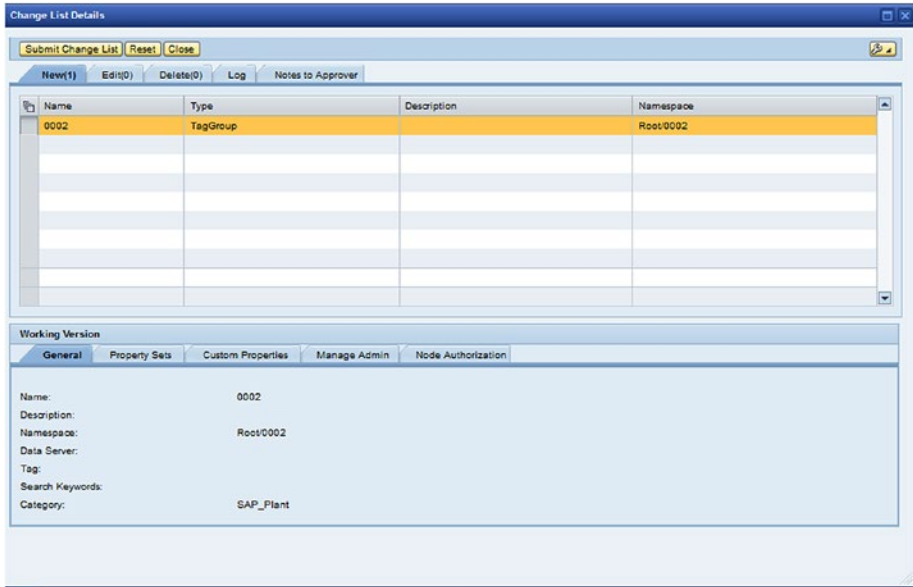 Change List Details
Submit Change List Reset Close
New(1) Edit(0) Delete(0) Log Notes to Approver
Name Type Description Namespace
0002 TagGroup Root/0002
Working Version
General Property Sets Custom Properties Manage Admin Node Authorization
Name: 0002
Description:
Namespace: Root/0002
Data Server:
Tag:
Search Keywords:
Category: SAP_Plant